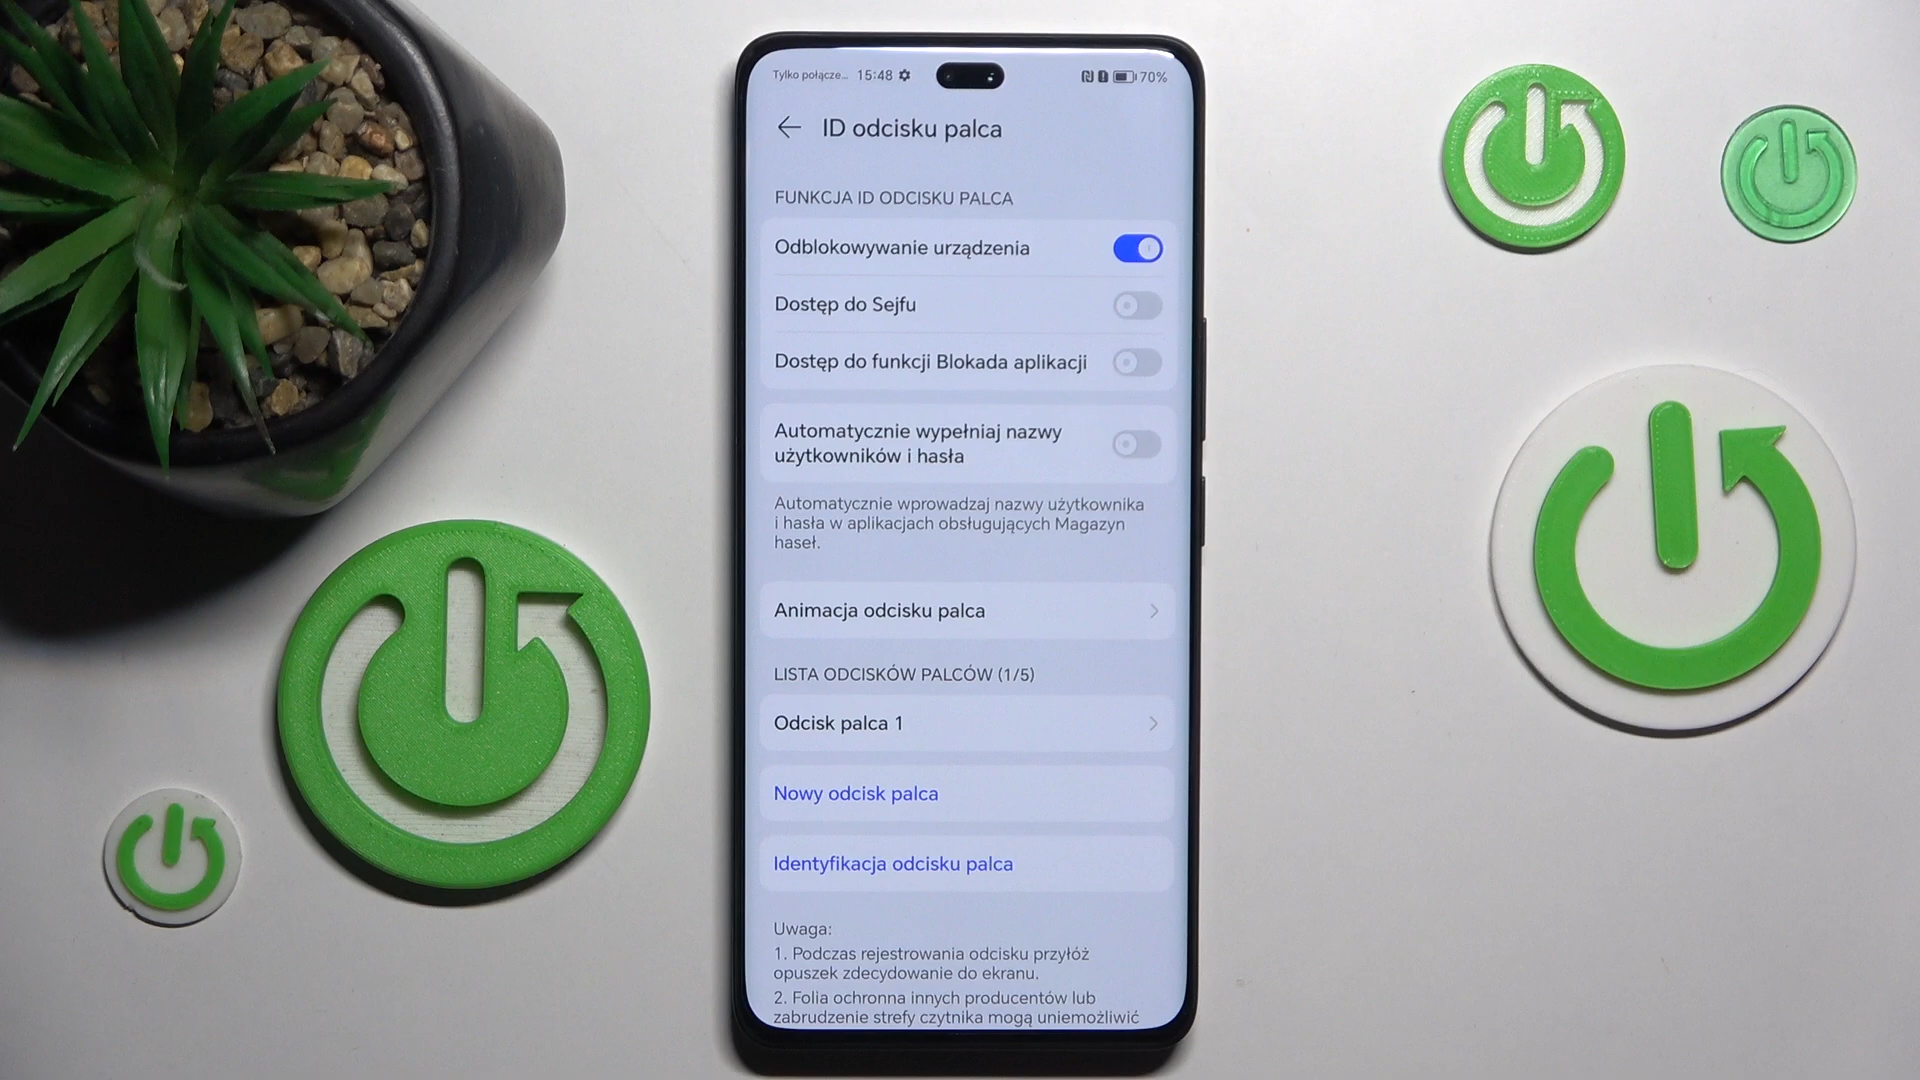 Tylko połącze... 15:48 70%
ID odcisku palca
FUNKCJA ID ODCISKU PALCA
Odblokowywanie urządzenia
Dostęp do Sejfu
Dostęp do funkcji Blokada aplikacji
Automatycznie wypełniaj nazwy
użytkowników i hasła
Automatycznie wprowadzaj nazwy użytkownika
i hasła w aplikacjach obsługujących Magazyn
haseł.
Animacja odcisku palca
LISTA ODCISKÓW PALCÓW (1/5)
Odcisk palca 1
Nowy odcisk palca
Identyfikacja odcisku palca
Uwaga:
1. Podczas rejestrowania odcisku przyłóż
opuszek zdecydowanie do ekranu.
2. Folia ochronna innych producentów lub
zabrudzenie strefy czytnika mogą uniemożliwić